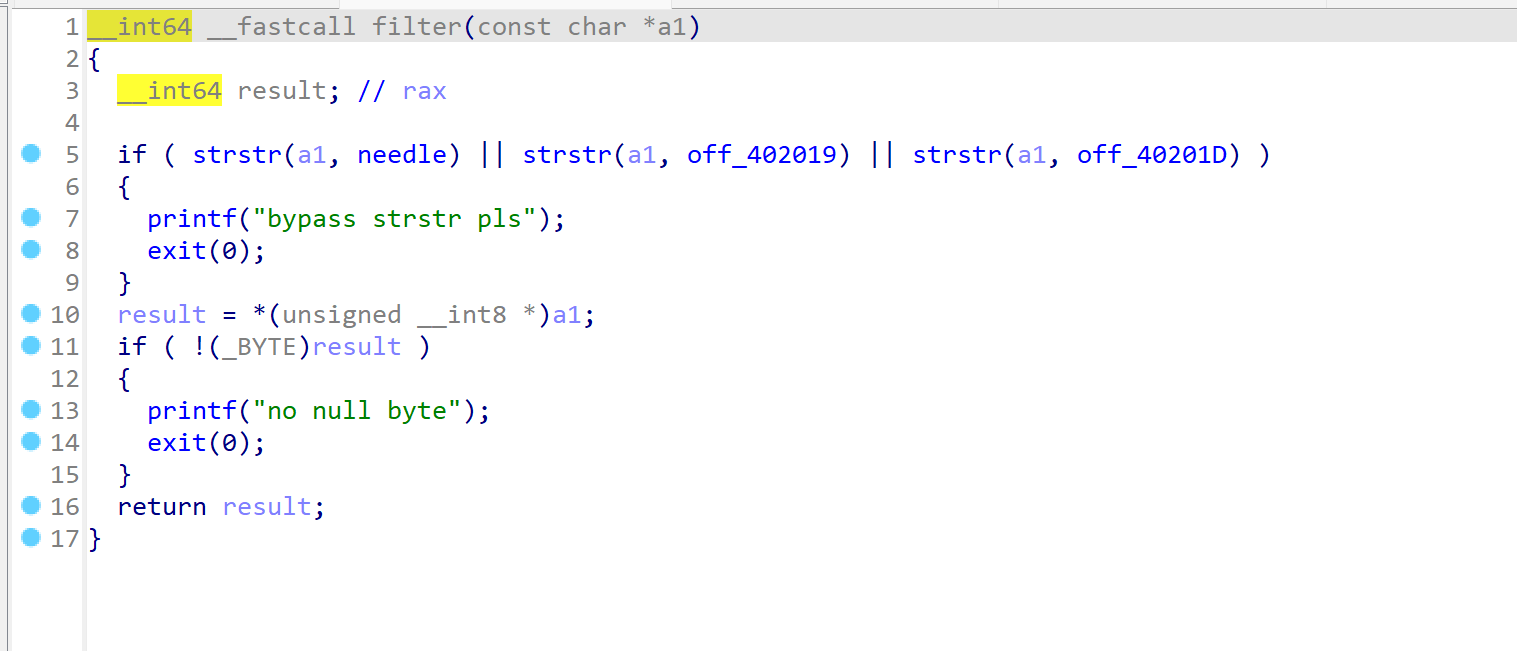 1 __int64 __fastcall filter(const char *a1)
2 {
3   __int64 result; // rax
4
5   if ( strstr(a1, needle) || strstr(a1, off_402019) || strstr(a1, off_40201D) )
6   {
7     printf("bypass strstr pls");
8     exit(0);
9   }
10   result = *(unsigned __int8 *)a1;
11   if ( !(_BYTE)result )
12   {
13     printf("no null byte");
14     exit(0);
15   }
16   return result;
17 }